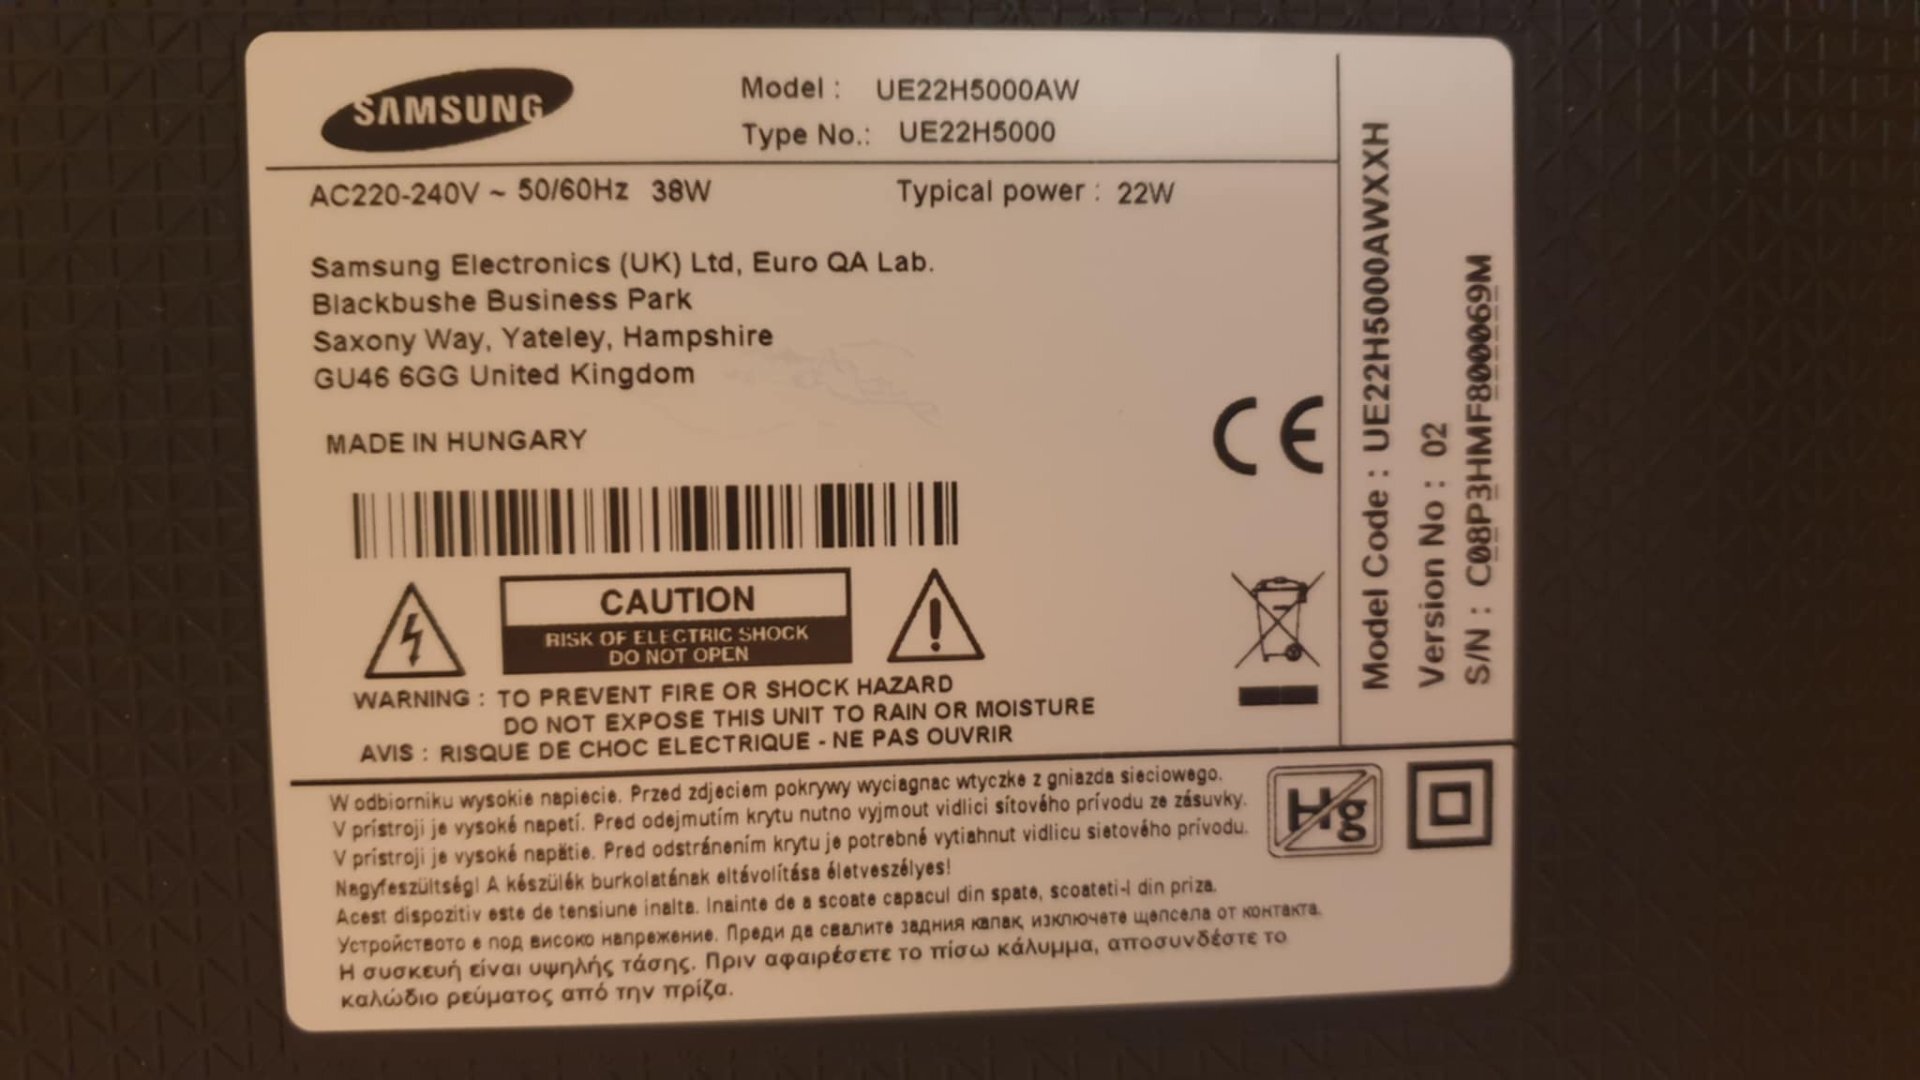 SAMSUNG
Model : UE22H5000AW
Type No.: UE22H5000
AC220-240V ~ 50/60Hz 38W Typical power : 22W
Samsung Electronics (UK) Ltd, Euro QA Lab.
Blackbushe Business Park
Saxony Way, Yateley, Hampshire
GU46 6GG United Kingdom
MADE IN HUNGARY
CE
CAUTION
RISK OF ELECTRIC SHOCK
DO NOT OPEN
WARNING : TO PREVENT FIRE OR SHOCK HAZARD
DO NOT EXPOSE THIS UNIT TO RAIN OR MOISTURE
AVIS : RISQUE DE CHOC ELECTRIQUE - NE PAS OUVRIR
Model Code : UE22H5000AWXXH
Version No : 02
S/N : C08P3HMF800069M
W odbiorniku wysokie napiecie. Przed zdjeciem pokrywy wyciagnac wtyczke z gniazda sieciowego.
V prístroji je vysoké napetí. Pred odejmutím krytu nutno vyjmout vidlici sítového prívodu ze zásuvky.
V prístroji je vysoké napätie. Pred odstránením krytu je potrebné vytiahnut vidlicu sietového prívodu.
Nagyfeszültség! A készülék burkolatának eltávolítása életveszélyes!
Acest dispozitiv este de tensiune inalta. Inainte de a scoate capacul din spate, scoateti-l din priza.
Устройството е под високо напрежение. Преди да свалите задния капак, изключете щепсела от контакта.
Η συσκευή είναι υψηλής τάσης. Πριν αφαιρέσετε το πίσω κάλυμμα, αποσυνδέστε το
καλώδιο ρεύματος από την πρίζα.
Hg